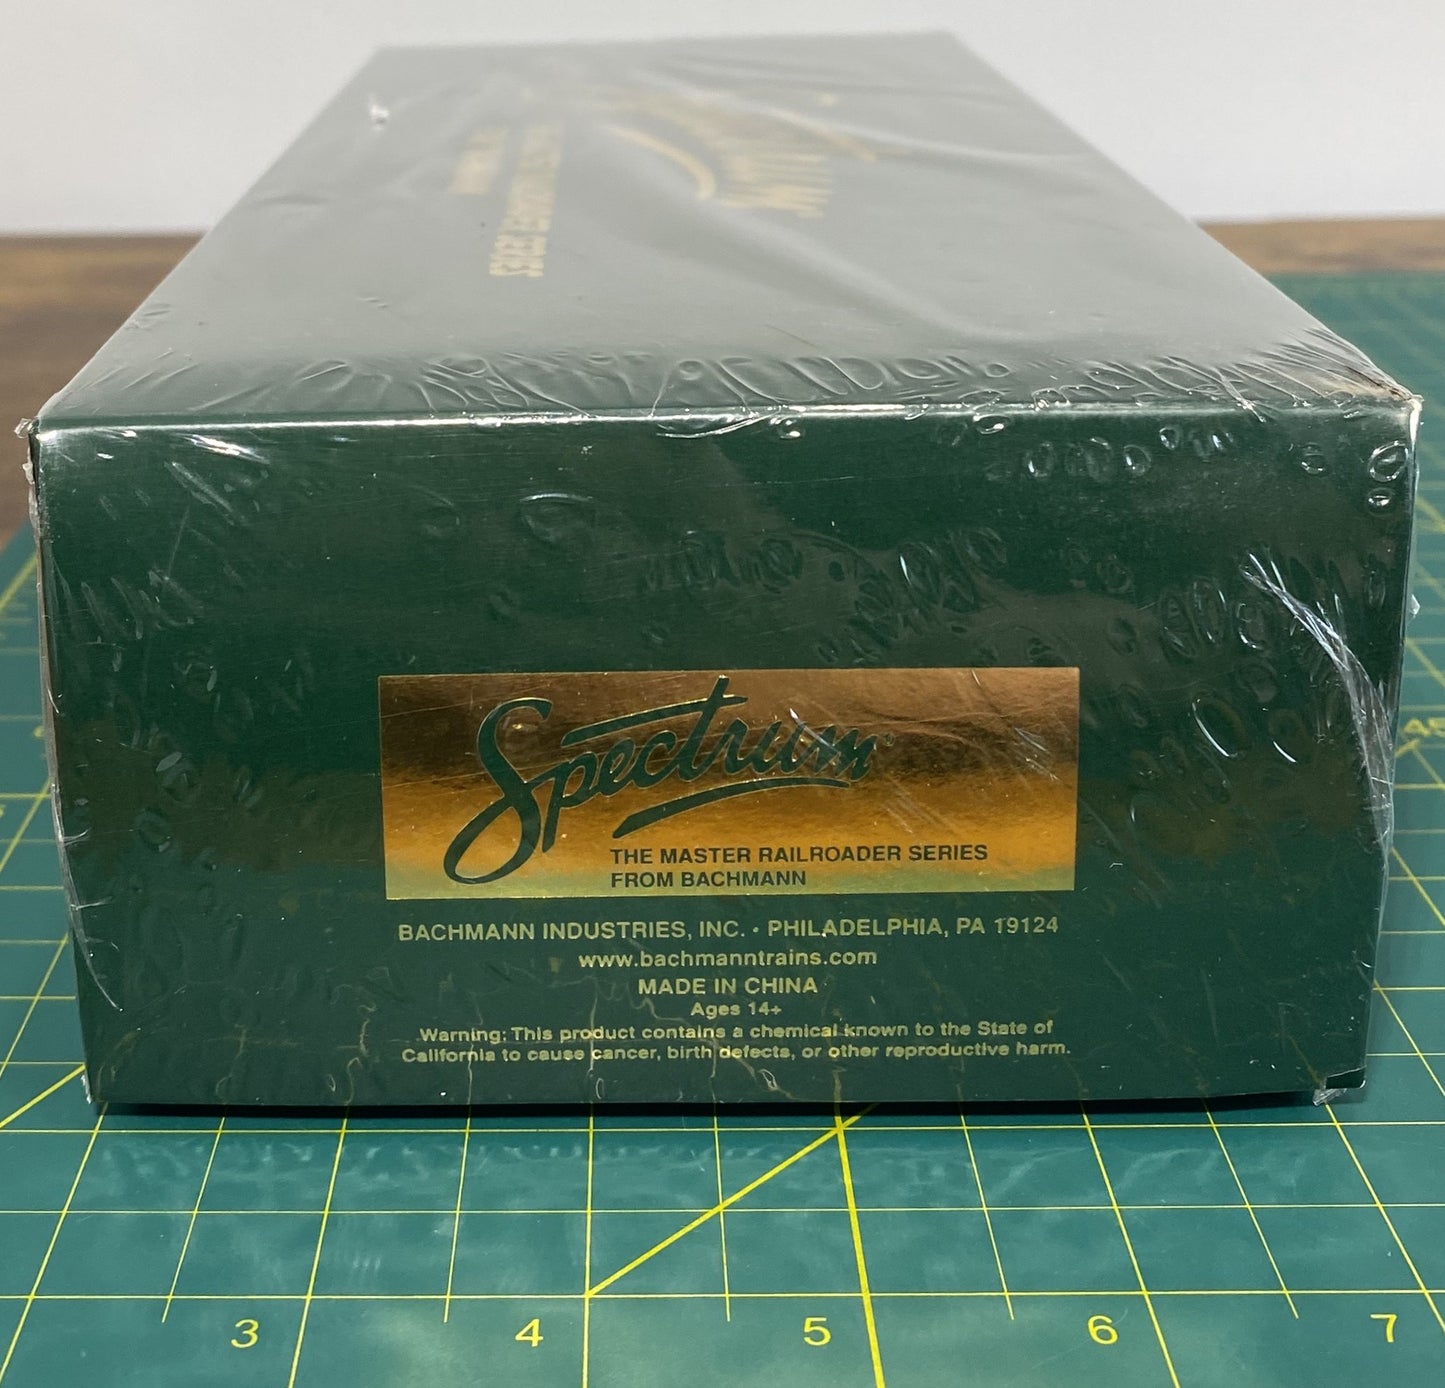 Spectrum®
THE MASTER RAILROADER SERIES
FROM BACHMANN
BACHMANN INDUSTRIES, INC. • PHILADELPHIA, PA 19124
www.bachmanntrains.com
MADE IN CHINA
Ages 14+
Warning: This product contains a chemical known to the State of
California to cause cancer, birth defects, or other reproductive harm.
3 4 5 6 7
45